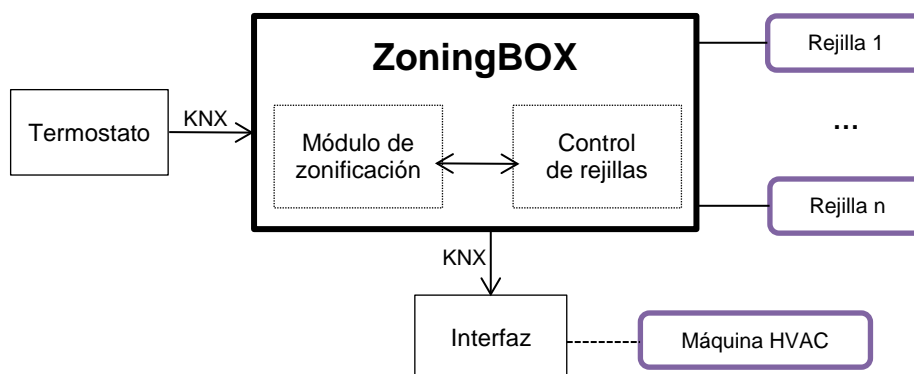 ZoningBOX
Rejilla 1
Termostato
KNX
Módulo de
zonificación
Control
de rejillas
...
Rejilla n
KNX
Interfaz
Máquina HVAC